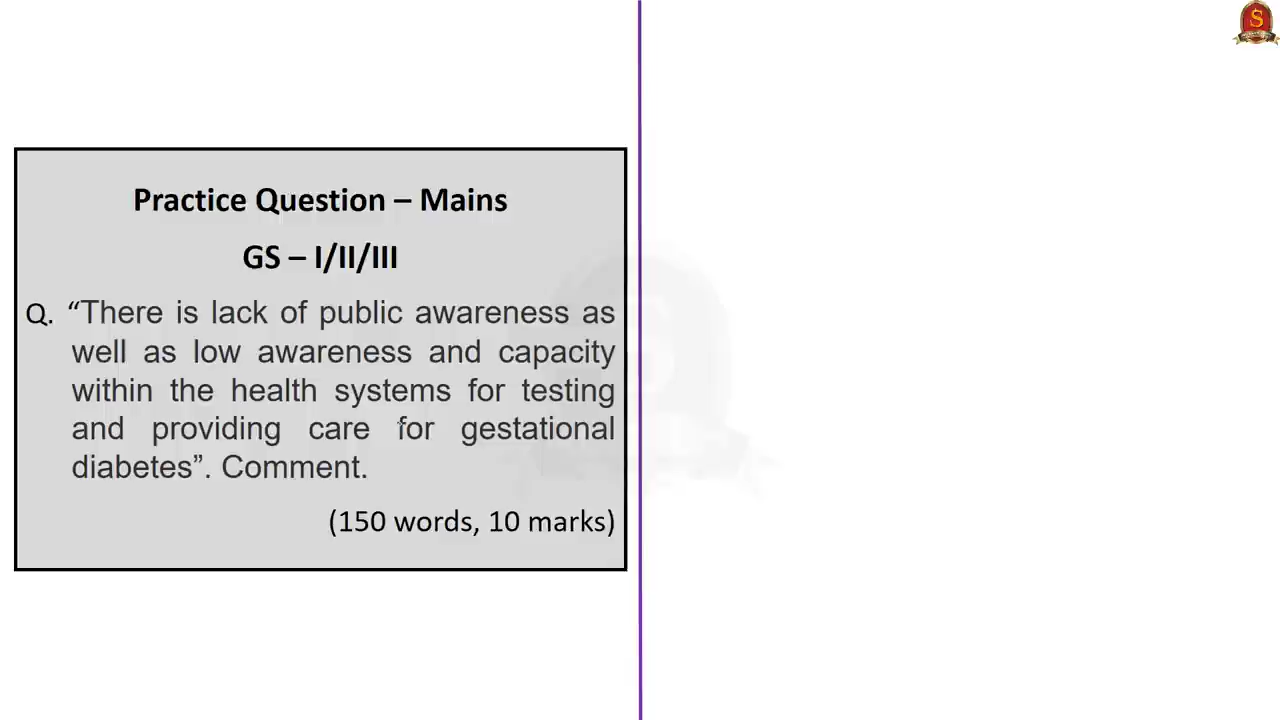 S
Practice Question – Mains
GS – I/II/III
Q. “There is lack of public awareness as
well as low awareness and capacity
within the health systems for testing
and providing care for gestational
diabetes”. Comment.
(150 words, 10 marks)